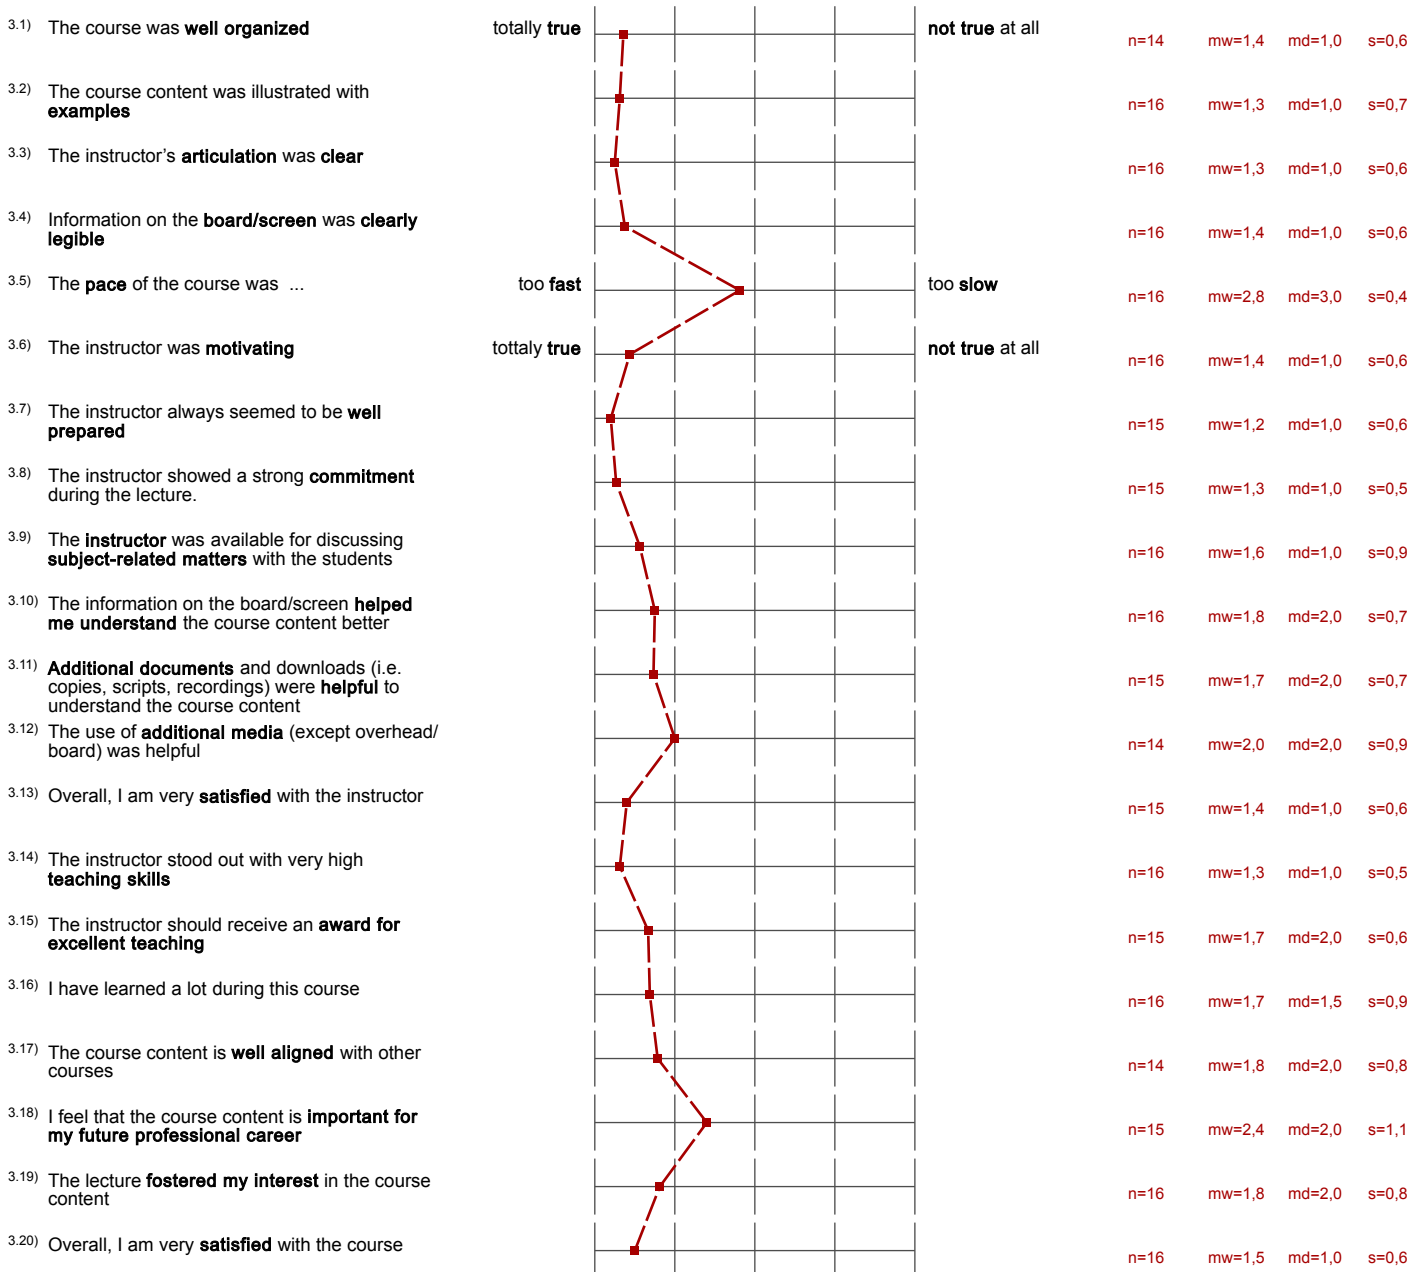 3.1) The course was well organized totally true not true at all n=14 mw=1,4 md=1,0 s=0,6
3.2) The course content was illustrated with
examples n=16 mw=1,3 md=1,0 s=0,7
3.3) The instructor's articulation was clear n=16 mw=1,3 md=1,0 s=0,6
3.4) Information on the board/screen was clearly
legible n=16 mw=1,4 md=1,0 s=0,6
3.5) The pace of the course was ... too fast too slow n=16 mw=2,8 md=3,0 s=0,4
3.6) The instructor was motivating tottaly true not true at all n=16 mw=1,4 md=1,0 s=0,6
3.7) The instructor always seemed to be well
prepared n=15 mw=1,2 md=1,0 s=0,6
3.8) The instructor showed a strong commitment
during the lecture. n=15 mw=1,3 md=1,0 s=0,5
3.9) The instructor was available for discussing
subject-related matters with the students n=16 mw=1,6 md=1,0 s=0,9
3.10) The information on the board/screen helped
me understand the course content better n=16 mw=1,8 md=2,0 s=0,7
3.11) Additional documents and downloads (i.e.
copies, scripts, recordings) were helpful to n=15 mw=1,7 md=2,0 s=0,7
understand the course content
3.12) The use of additional media (except overhead/
board) was helpful n=14 mw=2,0 md=2,0 s=0,9
3.13) Overall, I am very satisfied with the instructor n=15 mw=1,4 md=1,0 s=0,6
3.14) The instructor stood out with very high
teaching skills n=16 mw=1,3 md=1,0 s=0,5
3.15) The instructor should receive an award for
excellent teaching n=15 mw=1,7 md=2,0 s=0,6
3.16) I have learned a lot during this course n=16 mw=1,7 md=1,5 s=0,9
3.17) The course content is well aligned with other
courses n=14 mw=1,8 md=2,0 s=0,8
3.18) I feel that the course content is important for
my future professional career n=15 mw=2,4 md=2,0 s=1,1
3.19) The lecture fostered my interest in the course
content n=16 mw=1,8 md=2,0 s=0,8
3.20) Overall, I am very satisfied with the course n=16 mw=1,5 md=1,0 s=0,6